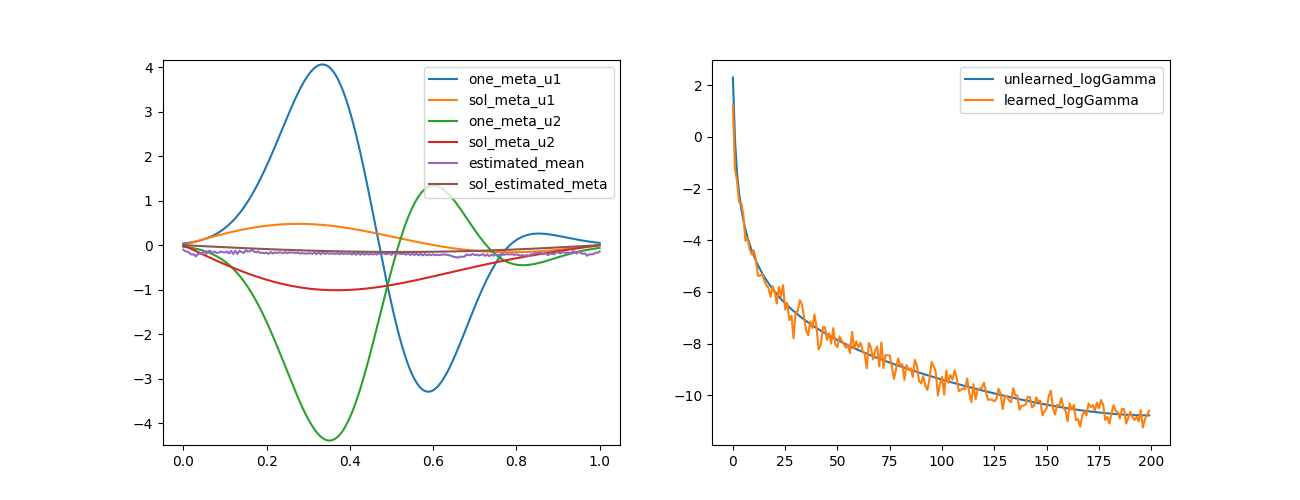 4
3
2
1
0
−1
−2
−3
−4
0.0 0.2 0.4 0.6 0.8 1.0
one_meta_u1
sol_meta_u1
one_meta_u2
sol_meta_u2
estimated_mean
sol_estimated_meta
2
0
−2
−4
−6
−8
−10
0 25 50 75 100 125 150 175 200
unlearned_logGamma
learned_logGamma